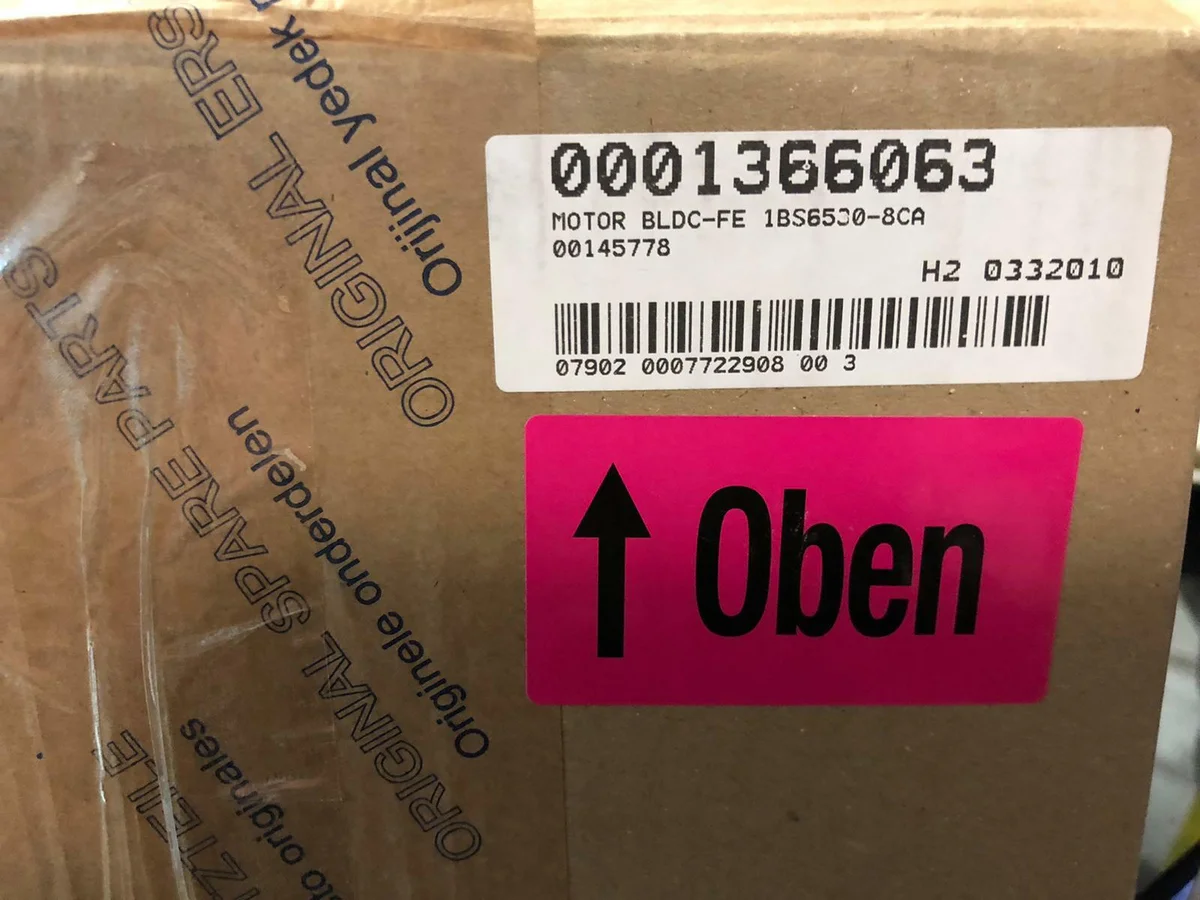 0001366063
MOTOR BLDC-FE 1BS6530-8CA
00145778
H2 0332010
07902 0007722908 00 3
Oben
Orijinal yedek
ORIGINAL ERS
ORIGINAL SPARE PARTS
Originele onderdelen
originales